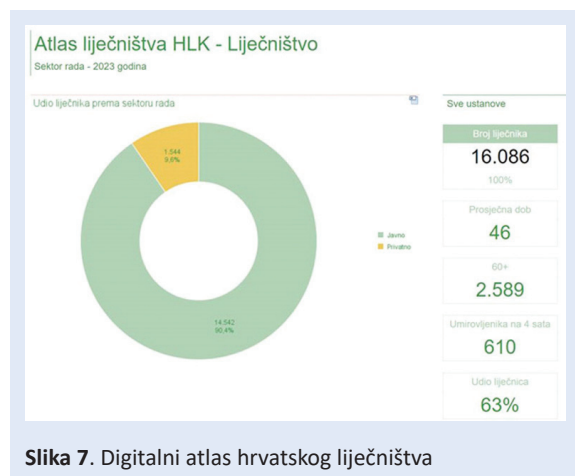 Atlas liječništva HLK - Liječništvo
Sektor rada - 2023 godina
Udio liječnika prema sektoru rada
1.544
9,6%
14.542
90,4%
Javno
Privatno
Sve ustanove
Broj liječnika
16.086
100%
Prosječna dob
46
60+
2.589
Umirovljenika na 4 sata
610
Udio liječnica
63%
Slika 7. Digitalni atlas hrvatskog liječništva